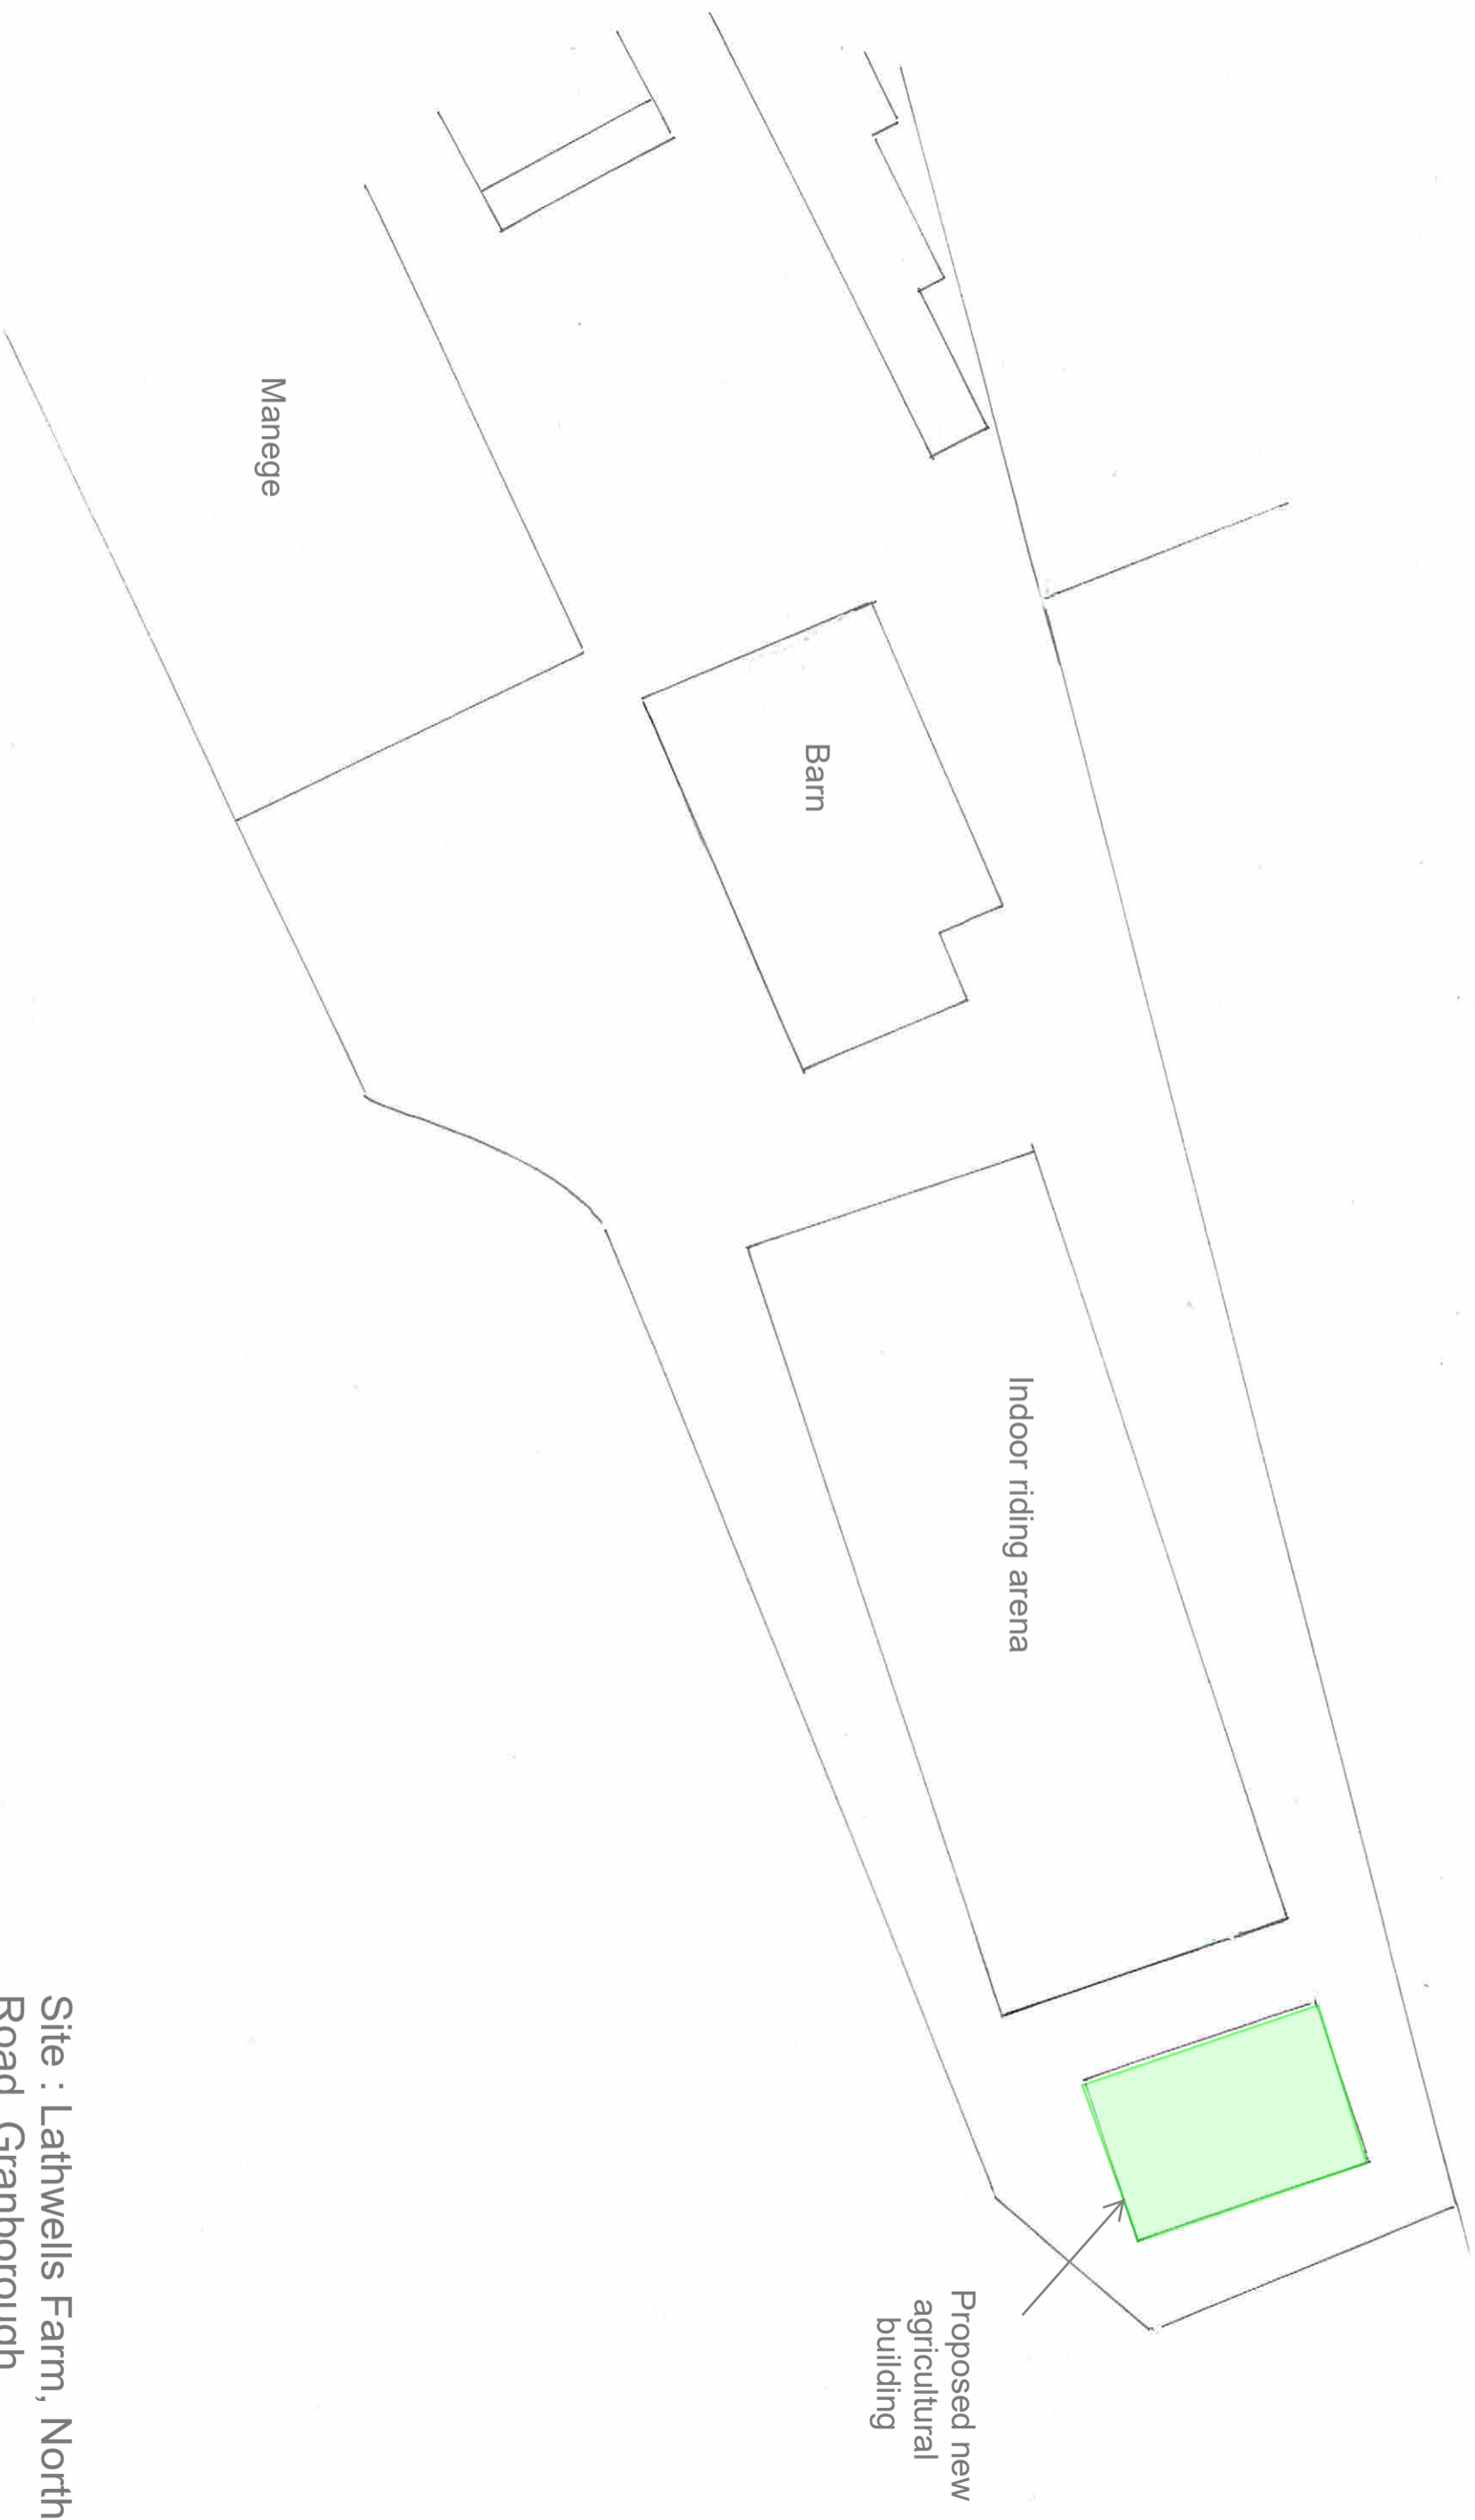 Manege
Barn
Indoor riding arena
Proposed new
agricultural
building
Site : Lathwells Farm, North
Road, Granborough